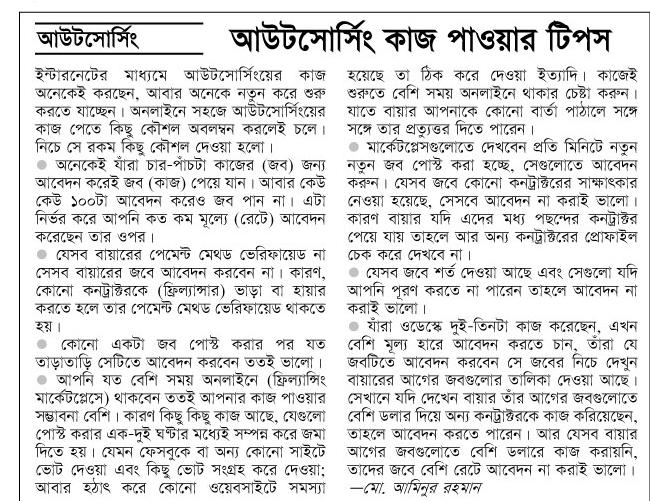 আউটসোর্সিং
আউটসোর্সিং কাজ পাওয়ার টিপস
ইন্টারনেটের মাধ্যমে আউটসোর্সিংয়ের কাজ
অনেকেই করছেন, আবার অনেকে নতুন করে শুরু
করতে যাচ্ছেন। অনলাইনে সহজে আউটসোর্সিংয়ের
কাজ পেতে কিছু কৌশল অবলম্বন করলেই চলে।
নিচে সে রকম কিছু কৌশল দেওয়া হলো।
● অনেকেই যাঁরা চার-পাঁচটা কাজের (জব) জন্য
আবেদন করেই জব (কাজ) পেয়ে যান। আবার কেউ
কেউ ১০০টা আবেদন করেও জব পান না। এটা
নির্ভর করে আপনি কত কম মূল্যে (রেটে) আবেদন
করেছেন তার ওপর।
● যেসব বায়ারের পেমেন্ট মেথড ভেরিফায়েড না
সেসব বায়ারের জবে আবেদন করবেন না। কারণ,
কোনো কনট্রাক্টরকে (ফ্রিল্যান্সার) ভাড়া বা হায়ার
করতে হলে তার পেমেন্ট মেথড ভেরিফায়েড থাকতে
হয়।
● কোনো একটা জব পোস্ট করার পর যত
তাড়াতাড়ি সেটিতে আবেদন করবেন ততই ভালো।
● আপনি যত বেশি সময় অনলাইনে (ফ্রিল্যান্সিং
মার্কেটপ্লেসে) থাকবেন ততই আপনার কাজ পাওয়ার
সম্ভাবনা বেশি। কারণ কিছু কিছু কাজ আছে, যেগুলো
পোস্ট করার এক-দুই ঘণ্টার মধ্যেই সম্পন্ন করে জমা
দিতে হয়। যেমন ফেসবুকে বা অন্য কোনো সাইটে
ভোট দেওয়া এবং কিছু ভোট সংগ্রহ করে দেওয়া;
আবার হঠাৎ করে কোনো ওয়েবসাইটে সমস্যা
হয়েছে তা ঠিক করে দেওয়া ইত্যাদি। কাজেই
শুরুতে বেশি সময় অনলাইনে থাকার চেষ্টা করুন।
যাতে বায়ার আপনাকে কোনো বার্তা পাঠালে সঙ্গে
সঙ্গে তার প্রত্যুত্তর দিতে পারেন।
● মার্কেটপ্লেসগুলোতে দেখবেন প্রতি মিনিটে নতুন
নতুন জব পোস্ট করা হচ্ছে, সেগুলোতে আবেদন
করুন। যেসব জবে কোনো কনট্রাক্টরের সাক্ষাৎকার
নেওয়া হয়েছে, সেসবে আবেদন না করাই ভালো।
কারণ বায়ার যদি এদের মধ্য পছন্দের কনট্রাক্টর
পেয়ে যায় তাহলে আর অন্য কনট্রাক্টরের প্রোফাইল
চেক করে দেখবে না।
● যেসব জবে শর্ত দেওয়া আছে এবং সেগুলো যদি
আপনি পূরণ করতে না পারেন তাহলে আবেদন না
করাই ভালো।
● যাঁরা ওডেস্কে দুই-তিনটা কাজ করেছেন, এখন
বেশি মূল্য হারে আবেদন করতে চান, তাঁরা যে
জবটিতে আবেদন করবেন সে জবের নিচে দেখুন
বায়ারের আগের জবগুলোর তালিকা দেওয়া আছে।
সেখানে যদি দেখেন বায়ার তাঁর আগের জবগুলোতে
বেশি ডলার দিয়ে অন্য কনট্রাক্টরকে কাজ করিয়েছেন,
তাহলে আবেদন করতে পারেন। আর যেসব বায়ার
আগের জবগুলোতে বেশি ডলারে কাজ করায়নি,
তাদের জবে বেশি রেটে আবেদন না করাই ভালো।
—মো. আমিনুর রহমান